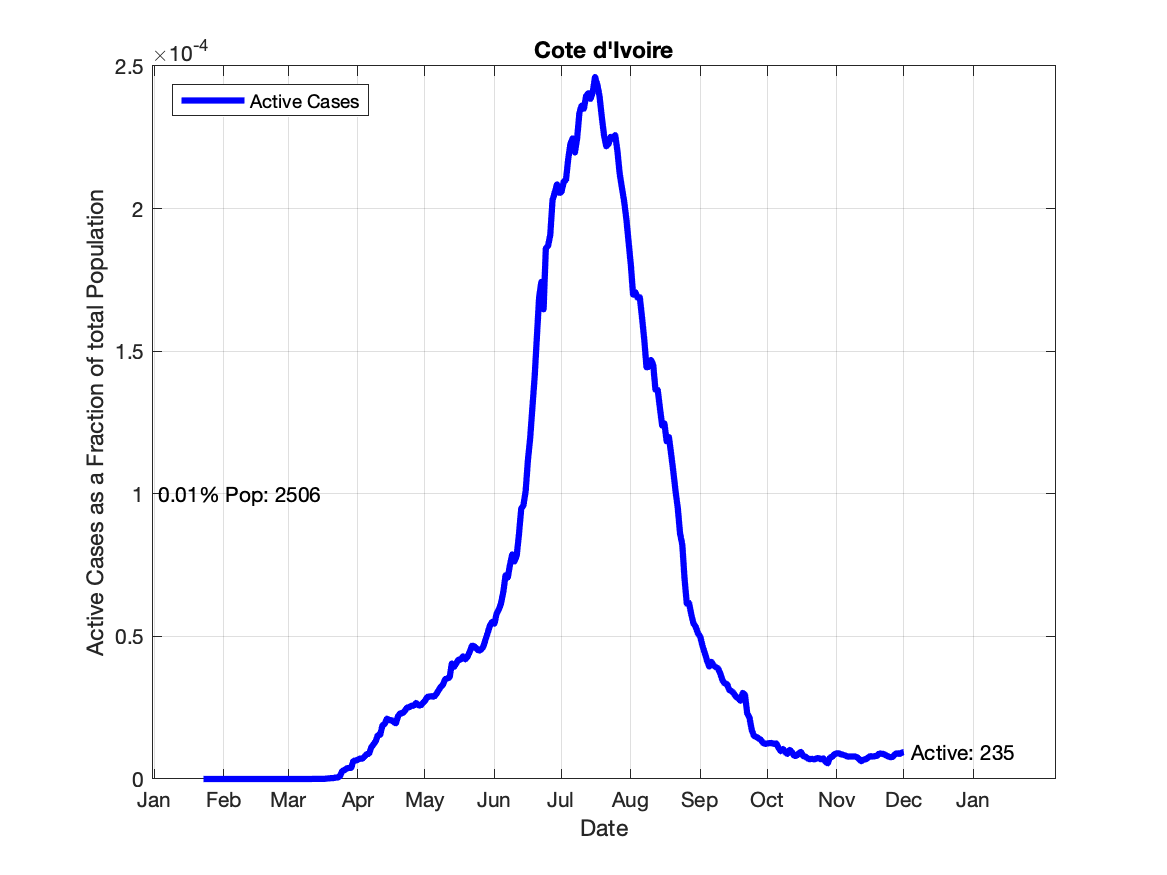 Cote d'Ivoire
×10-4
2.5
2
1.5
1
0.5
0
Active Cases
0.01% Pop: 2506
Active: 235
Active Cases as a Fraction of total Population
Jan Feb Mar Apr May Jun Jul Aug Sep Oct Nov Dec Jan
Date